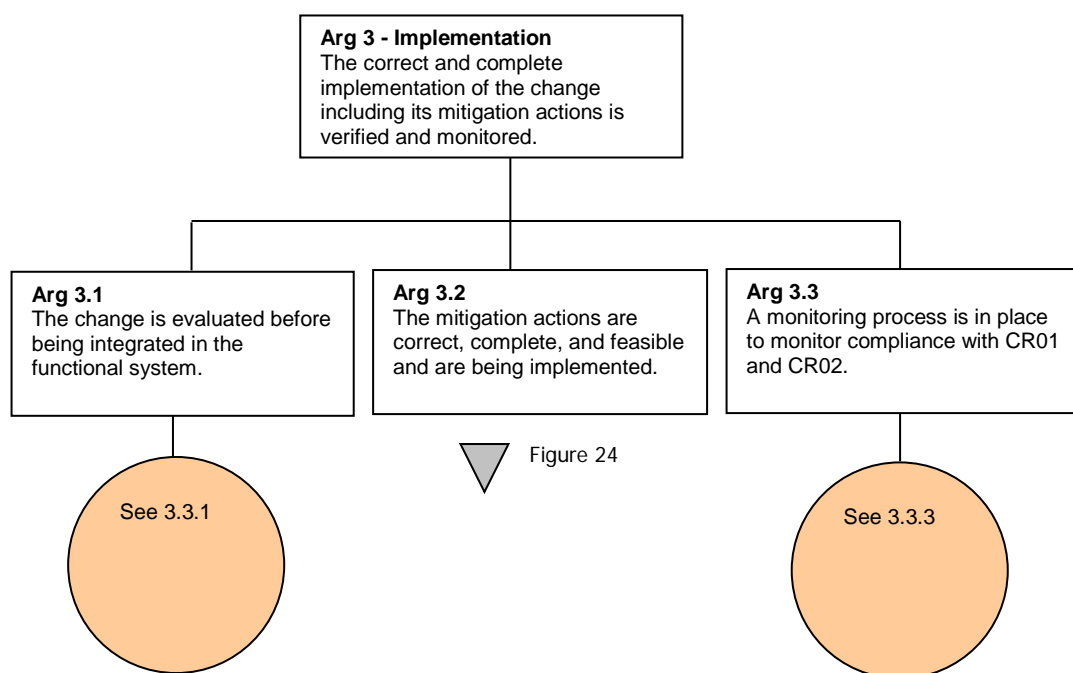 Arg 3 - Implementation
The correct and complete
implementation of the change
including its mitigation actions is
verified and monitored.
Arg 3.1
The change is evaluated before
being integrated in the
functional system.
Arg 3.2
The mitigation actions are
correct, complete, and feasible
and are being implemented.
Arg 3.3
A monitoring process is in place
to monitor compliance with CR01
and CR02.
See 3.3.1
Figure 24
See 3.3.3